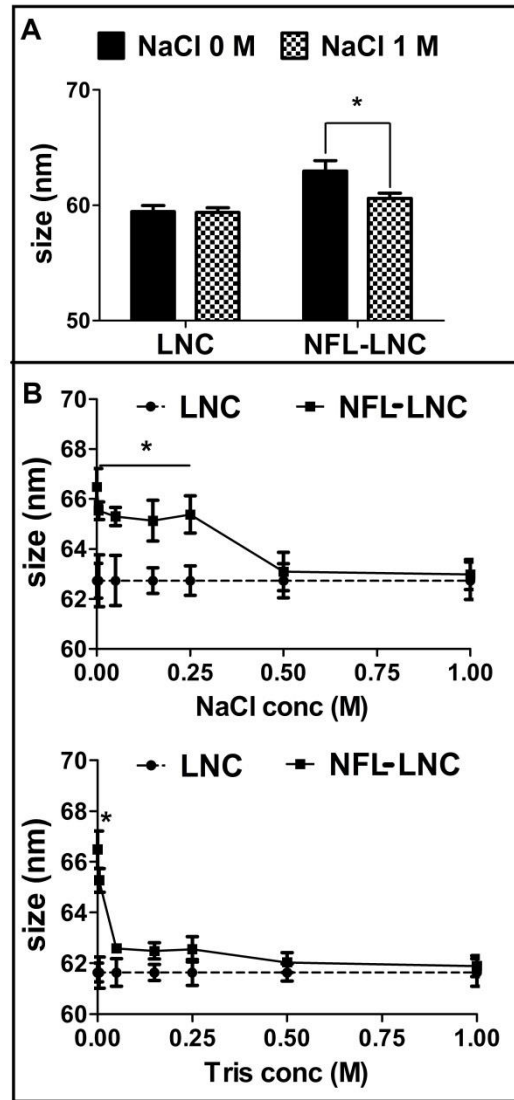 A
NaCl 0 M NaCl 1 M
70
*
60
50
size (nm)
LNC NFL-LNC
B
LNC NFL-LNC
70
*
68
66
64
62
60
size (nm)
0.00 0.25 0.50 0.75 1.00
NaCl conc (M)
LNC NFL-LNC
70
68
*
66
64
62
60
size (nm)
0.00 0.25 0.50 0.75 1.00
Tris conc (M)